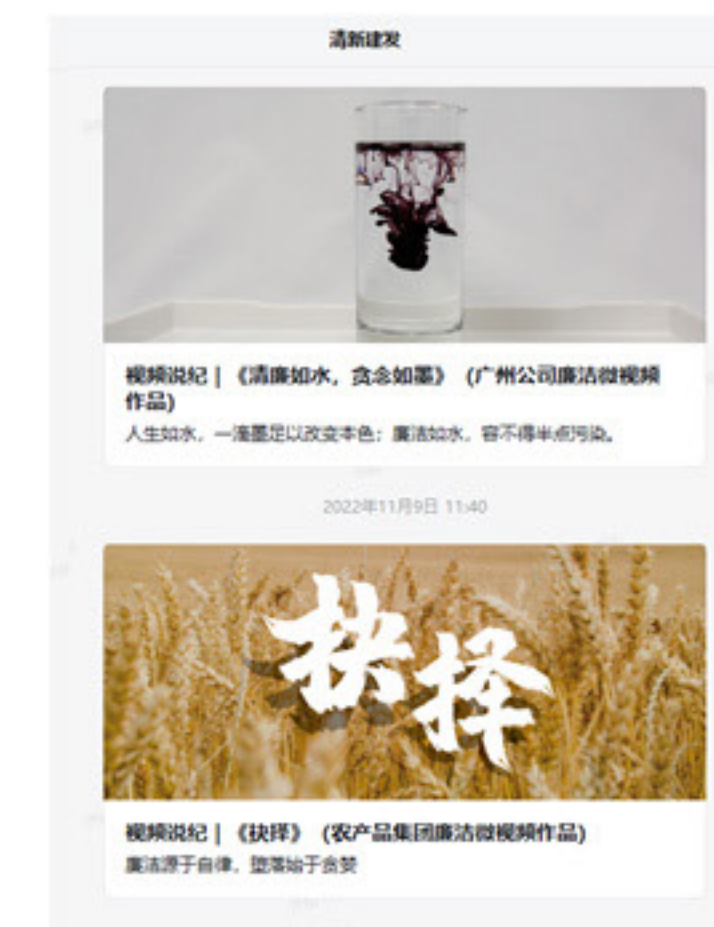 清新建发
视频说纪 | 《清廉如水，贪念如墨》（广州公司廉洁微视频
作品)
人生如水，一滴墨足以改变本色；廉洁如水，容不得半点污染。
2022年11月9日 11:40
抉择
视频说纪 | 《抉择》（农产品集团廉洁微视频作品)
廉洁源于自律，堕落始于贪婪